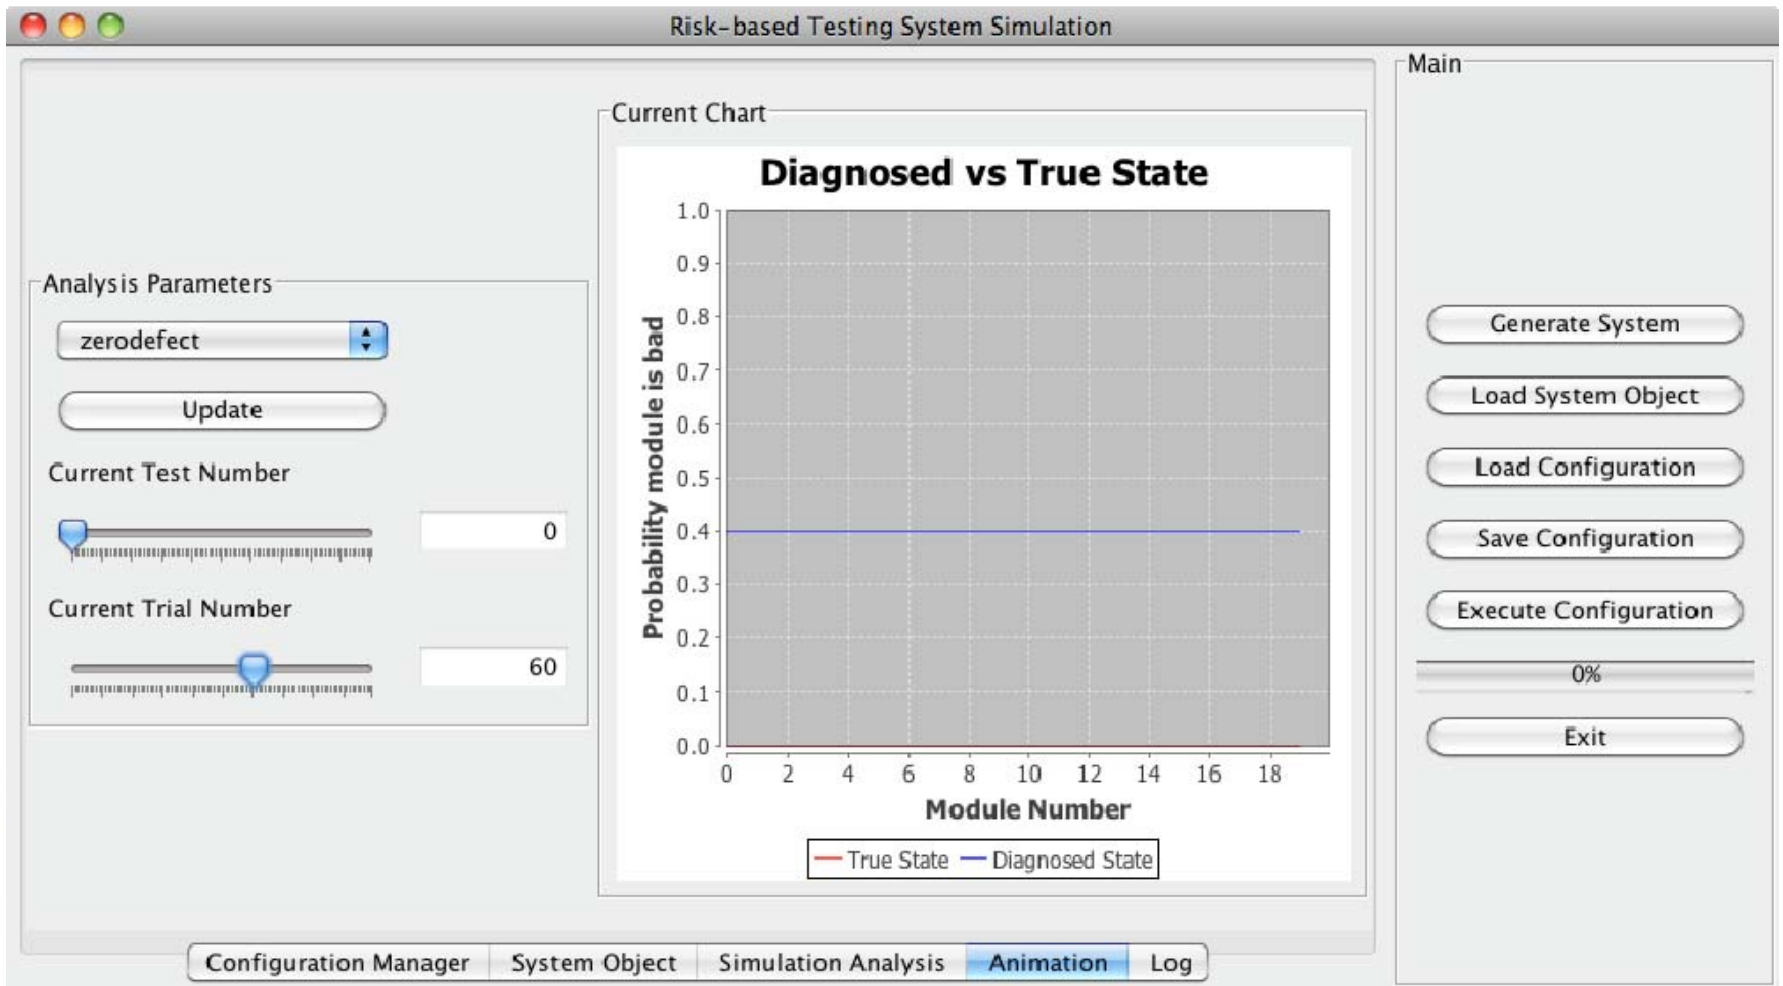 Risk-based Testing System Simulation
Analysis Parameters
zerodefect
Update
Current Test Number
0
Current Trial Number
60
Current Chart
Diagnosed vs True State
Probability module is bad
1.0
0.9
0.8
0.7
0.6
0.5
0.4
0.3
0.2
0.1
0.0
0 2 4 6 8 10 12 14 16 18
Module Number
True State Diagnosed State
Main
Generate System
Load System Object
Load Configuration
Save Configuration
Execute Configuration
0%
Exit
Configuration Manager System Object Simulation Analysis Animation Log